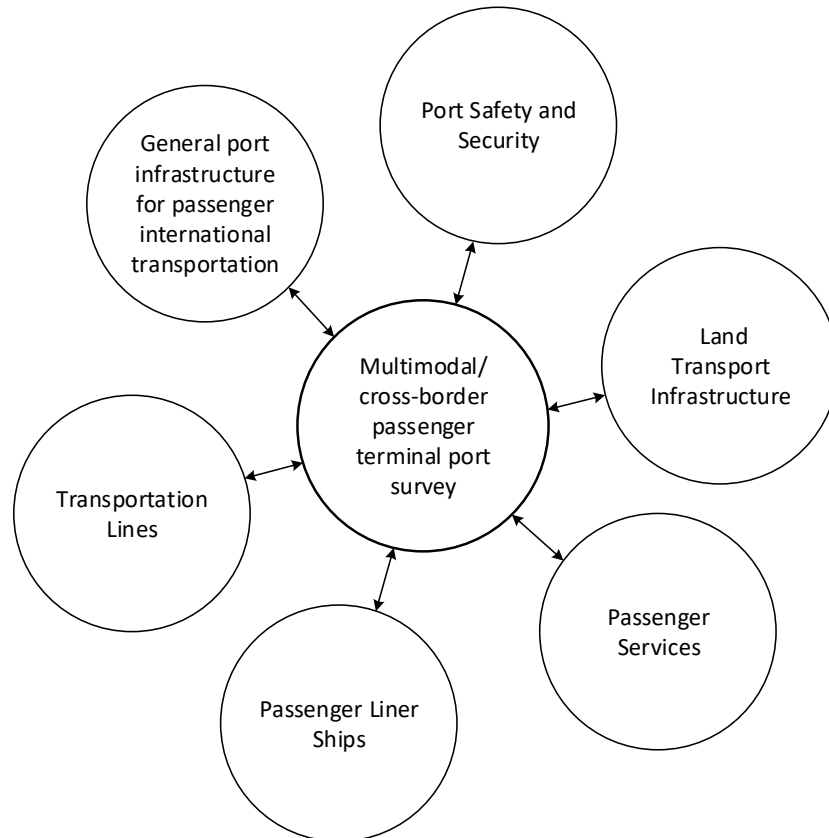 Port Safety and
Security
General port
infrastructure
for passenger
international
transportation
Land
Transport
Infrastructure
Multimodal/
cross-border
passenger
terminal port
survey
Transportation
Lines
Passenger
Services
Passenger Liner
Ships